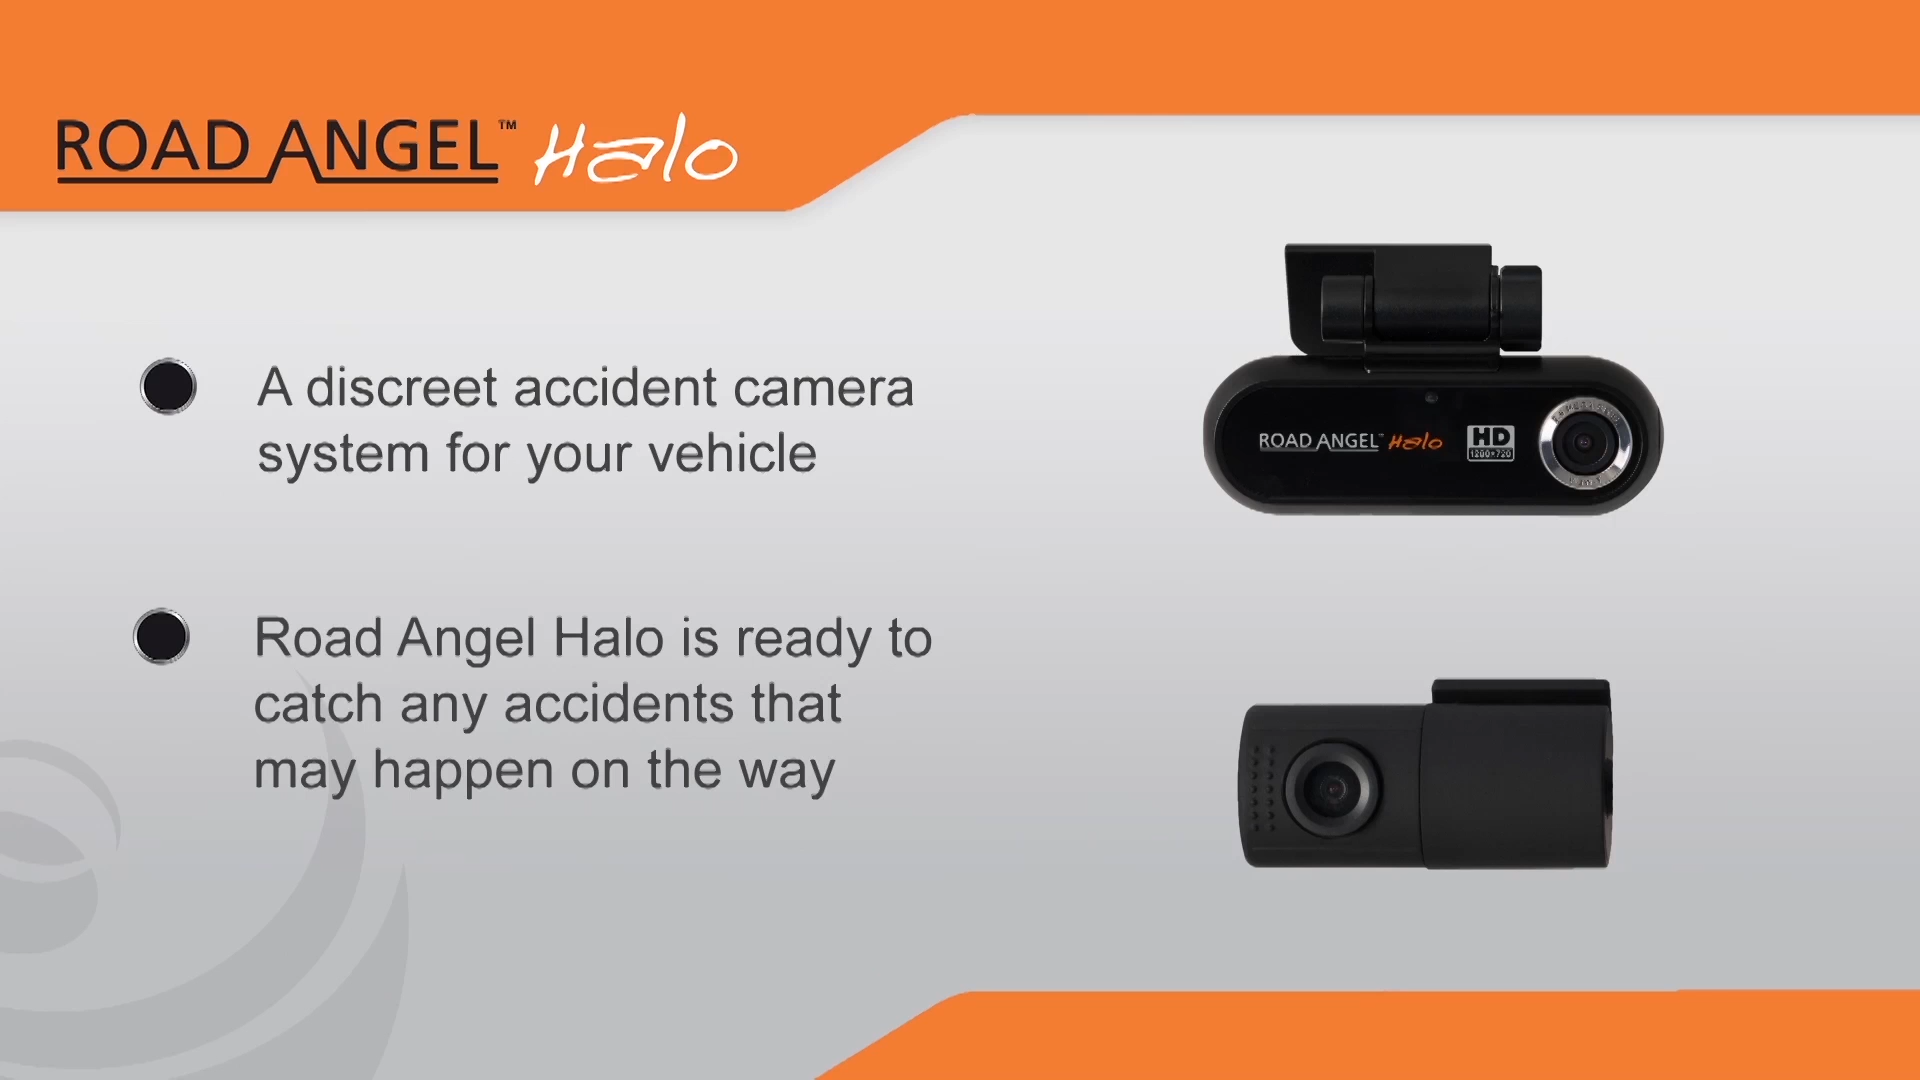 ROAD ANGEL™ Halo
A discreet accident camera
system for your vehicle
Road Angel Halo is ready to
catch any accidents that
may happen on the way
ROAD ANGEL™ Halo
HD
1280×720